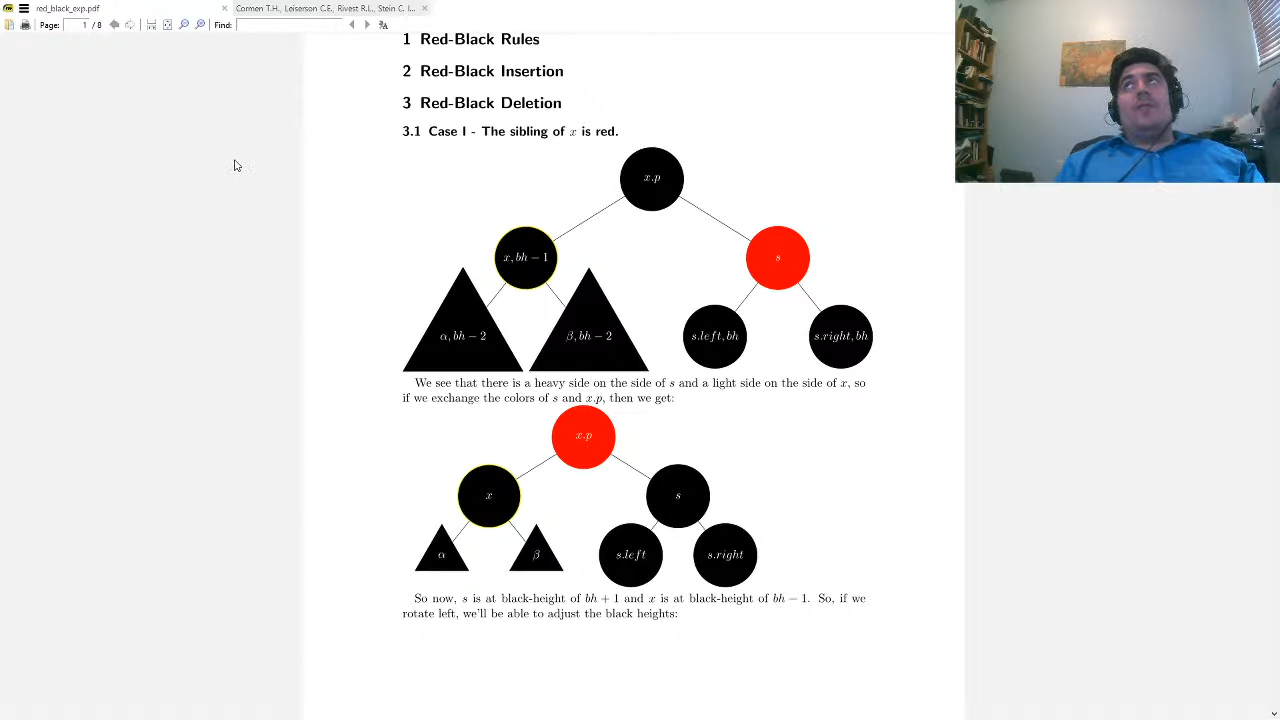 red_black_exp.pdf
Cormen T.H., Leiserson C.E., Rivest R.L., Stein C. I...
Page: 1 / 8 Find:
1 Red-Black Rules
2 Red-Black Insertion
3 Red-Black Deletion
3.1 Case I - The sibling of x is red.
x.p
x, bh − 1
s
α, bh − 2
β, bh − 2
s.left, bh
s.right, bh
We see that there is a heavy side on the side of s and a light side on the side of x, so
if we exchange the colors of s and x.p, then we get:
x.p
x
s
α
β
s.left
s.right
So now, s is at black-height of bh + 1 and x is at black-height of bh − 1. So, if we
rotate left, we'll be able to adjust the black heights: